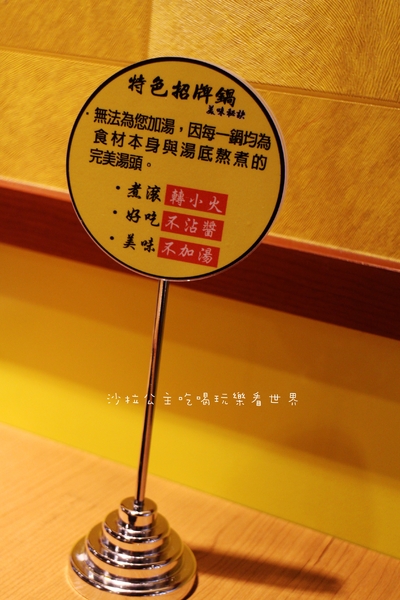 特色招牌鍋
美味秘訣
·無法為您加湯，因每一鍋均為
食材本身與湯底熬煮的
完美湯頭。
·煮滾 轉小火
·好吃 不沾醬
·美味 不加湯
沙拉公主吃喝玩樂看世界